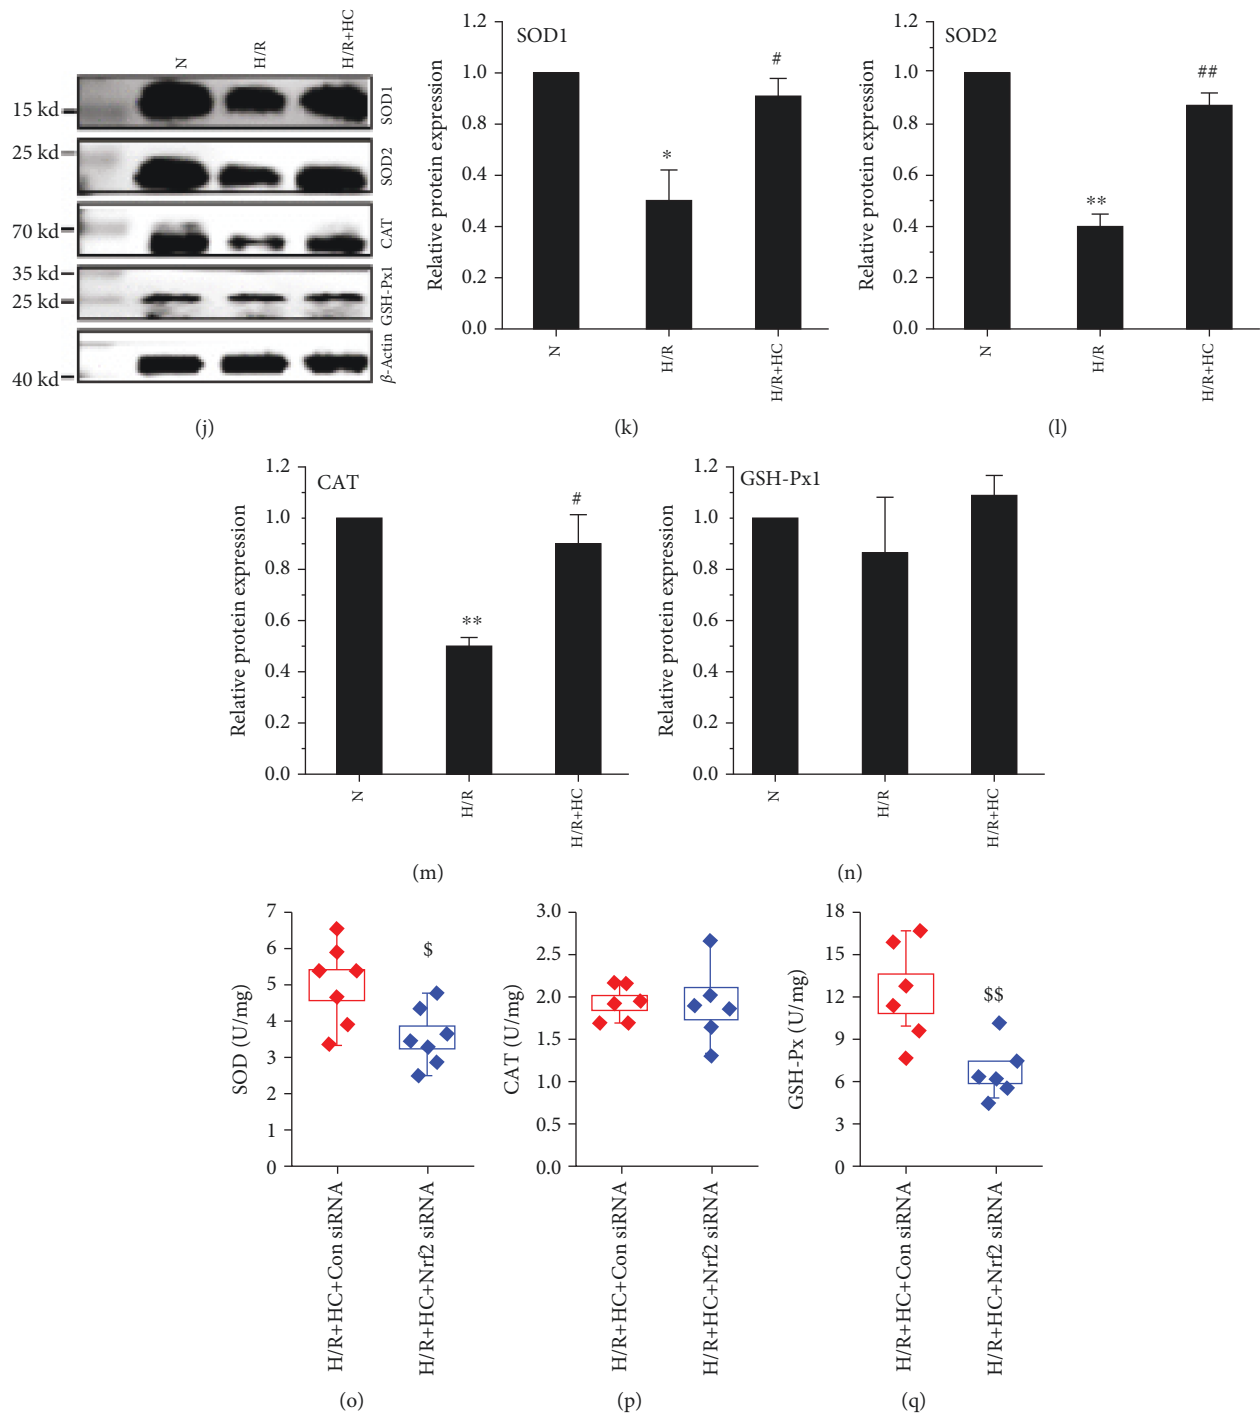 N
H/R
H/R+HC
15 kd
SOD1
25 kd
SOD2
70 kd
CAT
35 kd
25 kd
GSH-Px1
40 kd
β-Actin
(j)
SOD1
Relative protein expression
1.2
1.0
0.8
0.6
0.4
0.2
0.0
*
#
N
H/R
H/R+HC
(k)
SOD2
Relative protein expression
1.2
1.0
0.8
0.6
0.4
0.2
0.0
**
##
N
H/R
H/R+HC
(l)
CAT
Relative protein expression
1.2
1.0
0.8
0.6
0.4
0.2
0.0
**
#
N
H/R
H/R+HC
(m)
GSH-Px1
Relative protein expression
1.2
1.0
0.8
0.6
0.4
0.2
0.0
N
H/R
H/R+HC
(n)
SOD (U/mg)
7
6
5
4
3
2
1
0
$
H/R+HC+Con siRNA
H/R+HC+Nrf2 siRNA
(o)
CAT (U/mg)
3.0
2.5
2.0
1.5
1.0
0.5
0.0
H/R+HC+Con siRNA
H/R+HC+Nrf2 siRNA
(p)
GSH-Px (U/mg)
18
15
12
9
6
3
0
$$
H/R+HC+Con siRNA
H/R+HC+Nrf2 siRNA
(q)